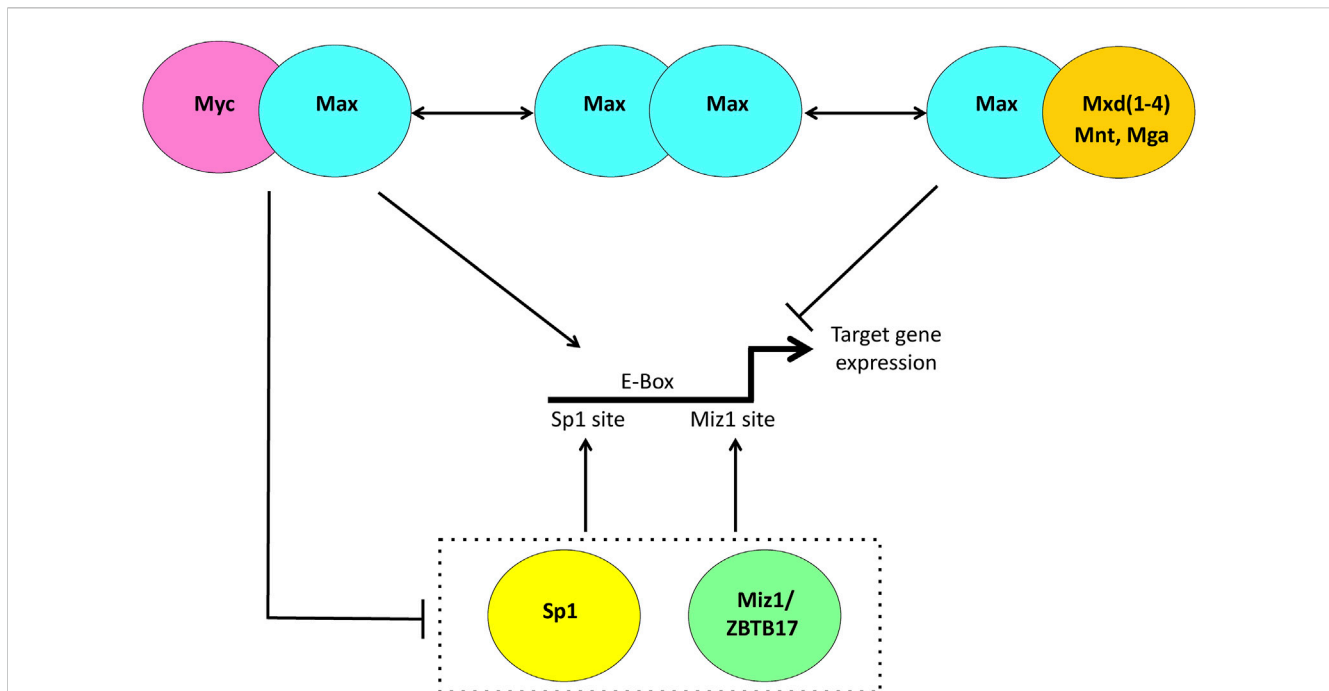 Myc
Max
Max
Max
Max
Mxd(1-4)
Mnt, Mga
Target gene
expression
E-Box
Sp1 site
Miz1 site
Sp1
Miz1/
ZBTB17